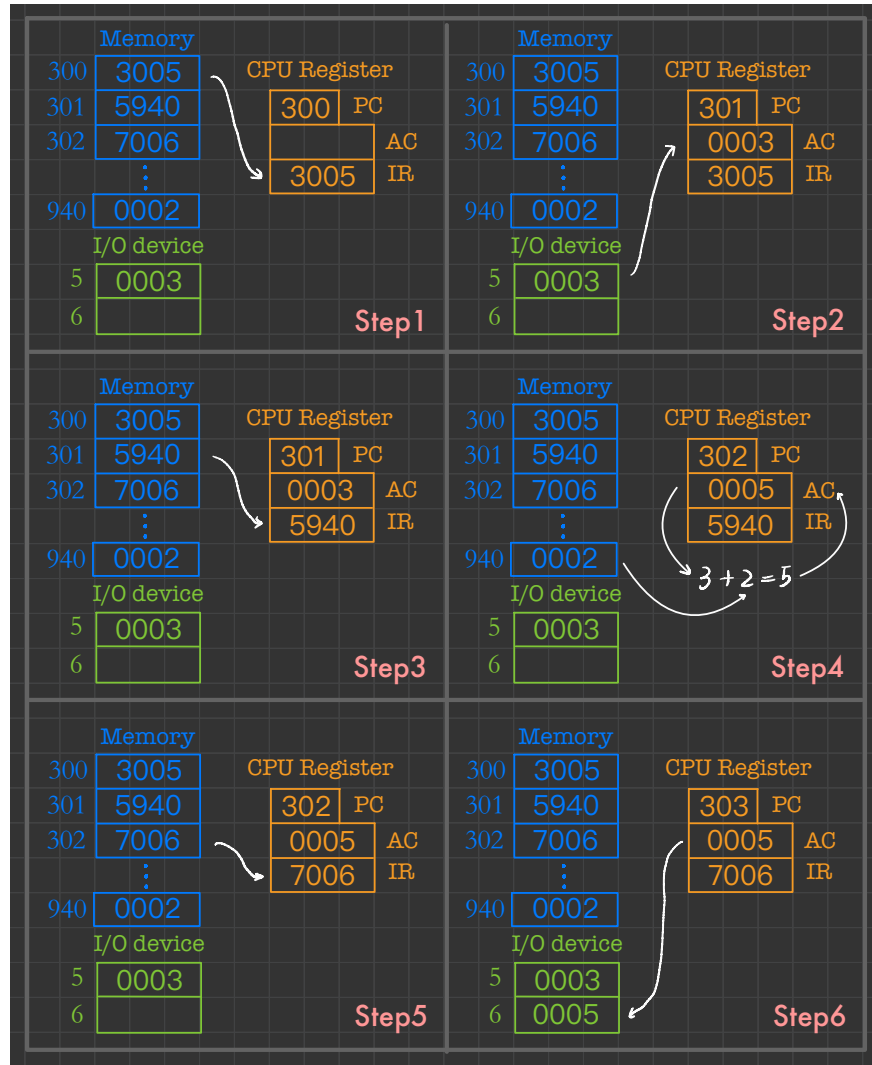 Memory
300 3005 CPU Register
301 5940 300 PC
302 7006 AC
3005 IR
940 0002
I/O device
5 0003
6 Step1
Memory
300 3005 CPU Register
301 5940 301 PC
302 7006 0003 AC
3005 IR
940 0002
I/O device
5 0003
6 Step2
Memory
300 3005 CPU Register
301 5940 301 PC
302 7006 0003 AC
5940 IR
940 0002
I/O device
5 0003
6 Step3
Memory
300 3005 CPU Register
301 5940 302 PC
302 7006 0005 AC
5940 IR
940 0002 3+2=5
I/O device
5 0003
6 Step4
Memory
300 3005 CPU Register
301 5940 302 PC
302 7006 0005 AC
7006 IR
940 0002
I/O device
5 0003
6 Step5
Memory
300 3005 CPU Register
301 5940 303 PC
302 7006 0005 AC
7006 IR
940 0002
I/O device
5 0003
6 0005 Step6